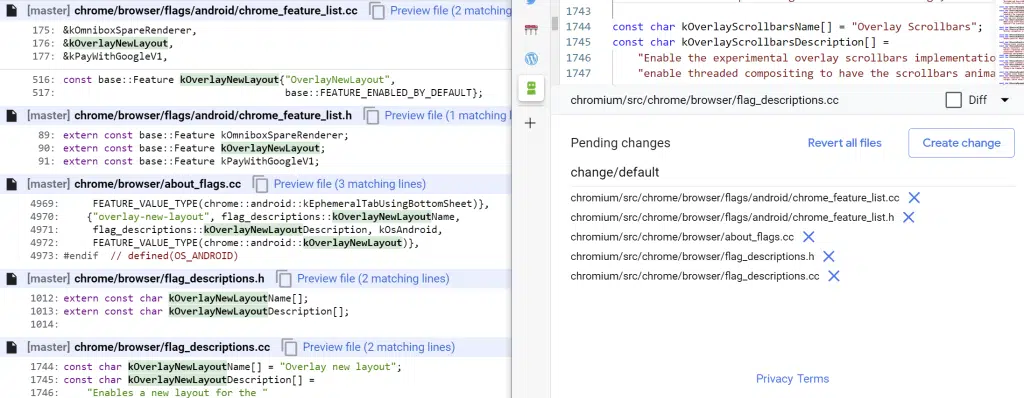 [master] chrome/browser/flags/android/chrome_feature_list.cc Preview file (2 matching
175: &kOmniboxSpareRenderer,
176: &kOverlayNewLayout,
177: &kPayWithGoogleV1,
516: const base::Feature kOverlayNewLayout{"OverlayNewLayout",
517: base::FEATURE_ENABLED_BY_DEFAULT};
[master] chrome/browser/flags/android/chrome_feature_list.h Preview file (1 matching l
89: extern const base::Feature kOmniboxSpareRenderer;
90: extern const base::Feature kOverlayNewLayout;
91: extern const base::Feature kPayWithGoogleV1;
[master] chrome/browser/about_flags.cc Preview file (3 matching lines)
4969: FEATURE_VALUE_TYPE(chrome::android::kEphemeralTabUsingBottomSheet)},
4970: {"overlay-new-layout", flag_descriptions::kOverlayNewLayoutName,
4971: flag_descriptions::kOverlayNewLayoutDescription, kOsAndroid,
4972: FEATURE_VALUE_TYPE(chrome::android::kOverlayNewLayout)},
4973: #endif // defined(OS_ANDROID)
[master] chrome/browser/flag_descriptions.h Preview file (2 matching lines)
1012: extern const char kOverlayNewLayoutName[];
1013: extern const char kOverlayNewLayoutDescription[];
1014:
[master] chrome/browser/flag_descriptions.cc Preview file (2 matching lines)
1744: const char kOverlayNewLayoutName[] = "Overlay new layout";
1745: const char kOverlayNewLayoutDescription[] =
1746: "Enables a new layout for the "
1743
1744 const char kOverlayScrollbarsName[] = "Overlay Scrollbars";
1745 const char kOverlayScrollbarsDescription[] =
1746 "Enable the experimental overlay scrollbars implementatio
1747 "enable threaded compositing to have the scrollbars anima
chromium/src/chrome/browser/flag_descriptions.cc Diff
Pending changes Revert all files Create change
change/default
chromium/src/chrome/browser/flags/android/chrome_feature_list.cc
chromium/src/chrome/browser/flags/android/chrome_feature_list.h
chromium/src/chrome/browser/about_flags.cc
chromium/src/chrome/browser/flag_descriptions.h
chromium/src/chrome/browser/flag_descriptions.cc
Privacy Terms